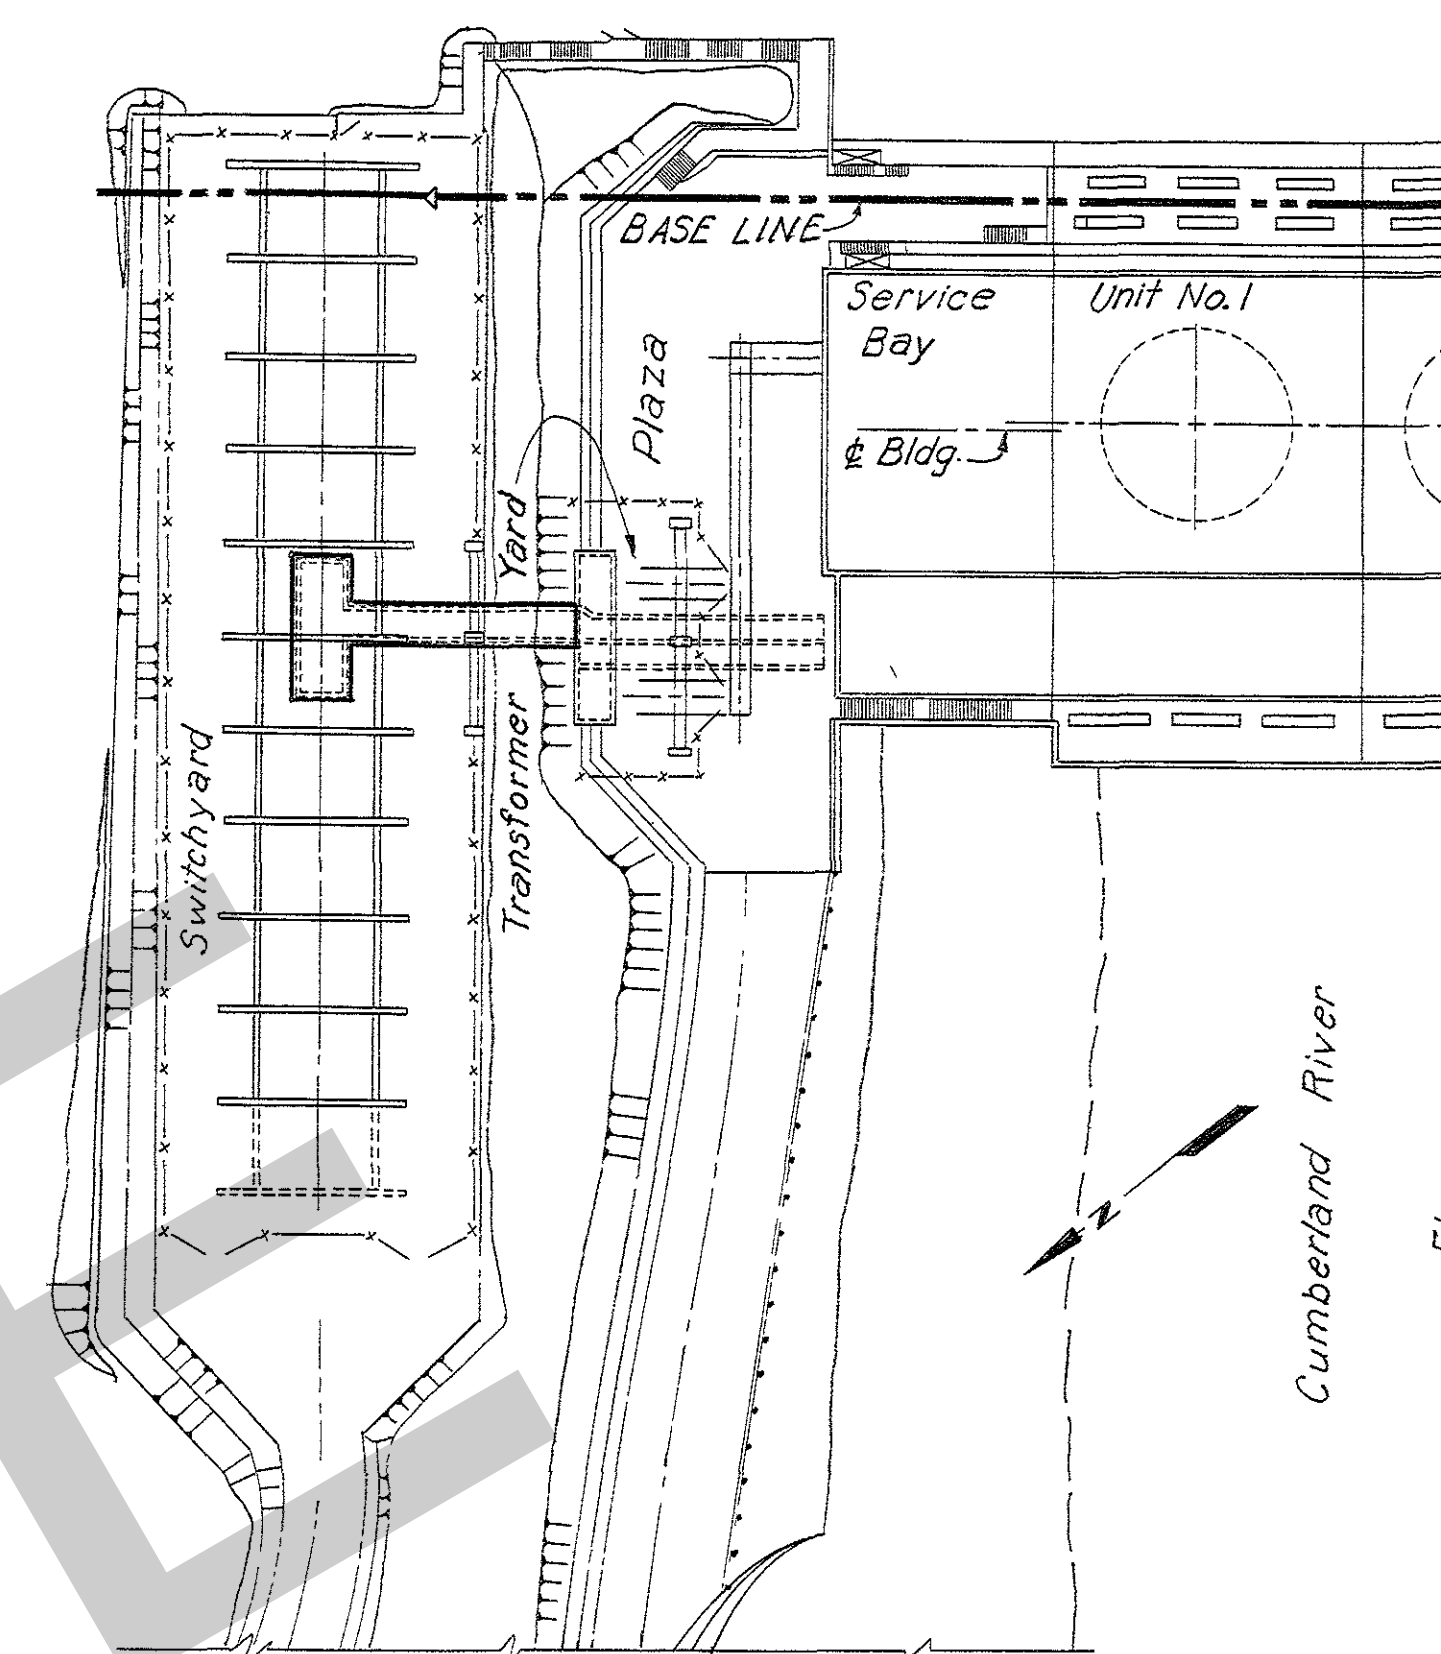 BASE LINE
Service
Bay
Unit No. 1
Plaza
℄ Bldg.
Transformer Yard
Switchyard
N
Cumberland River